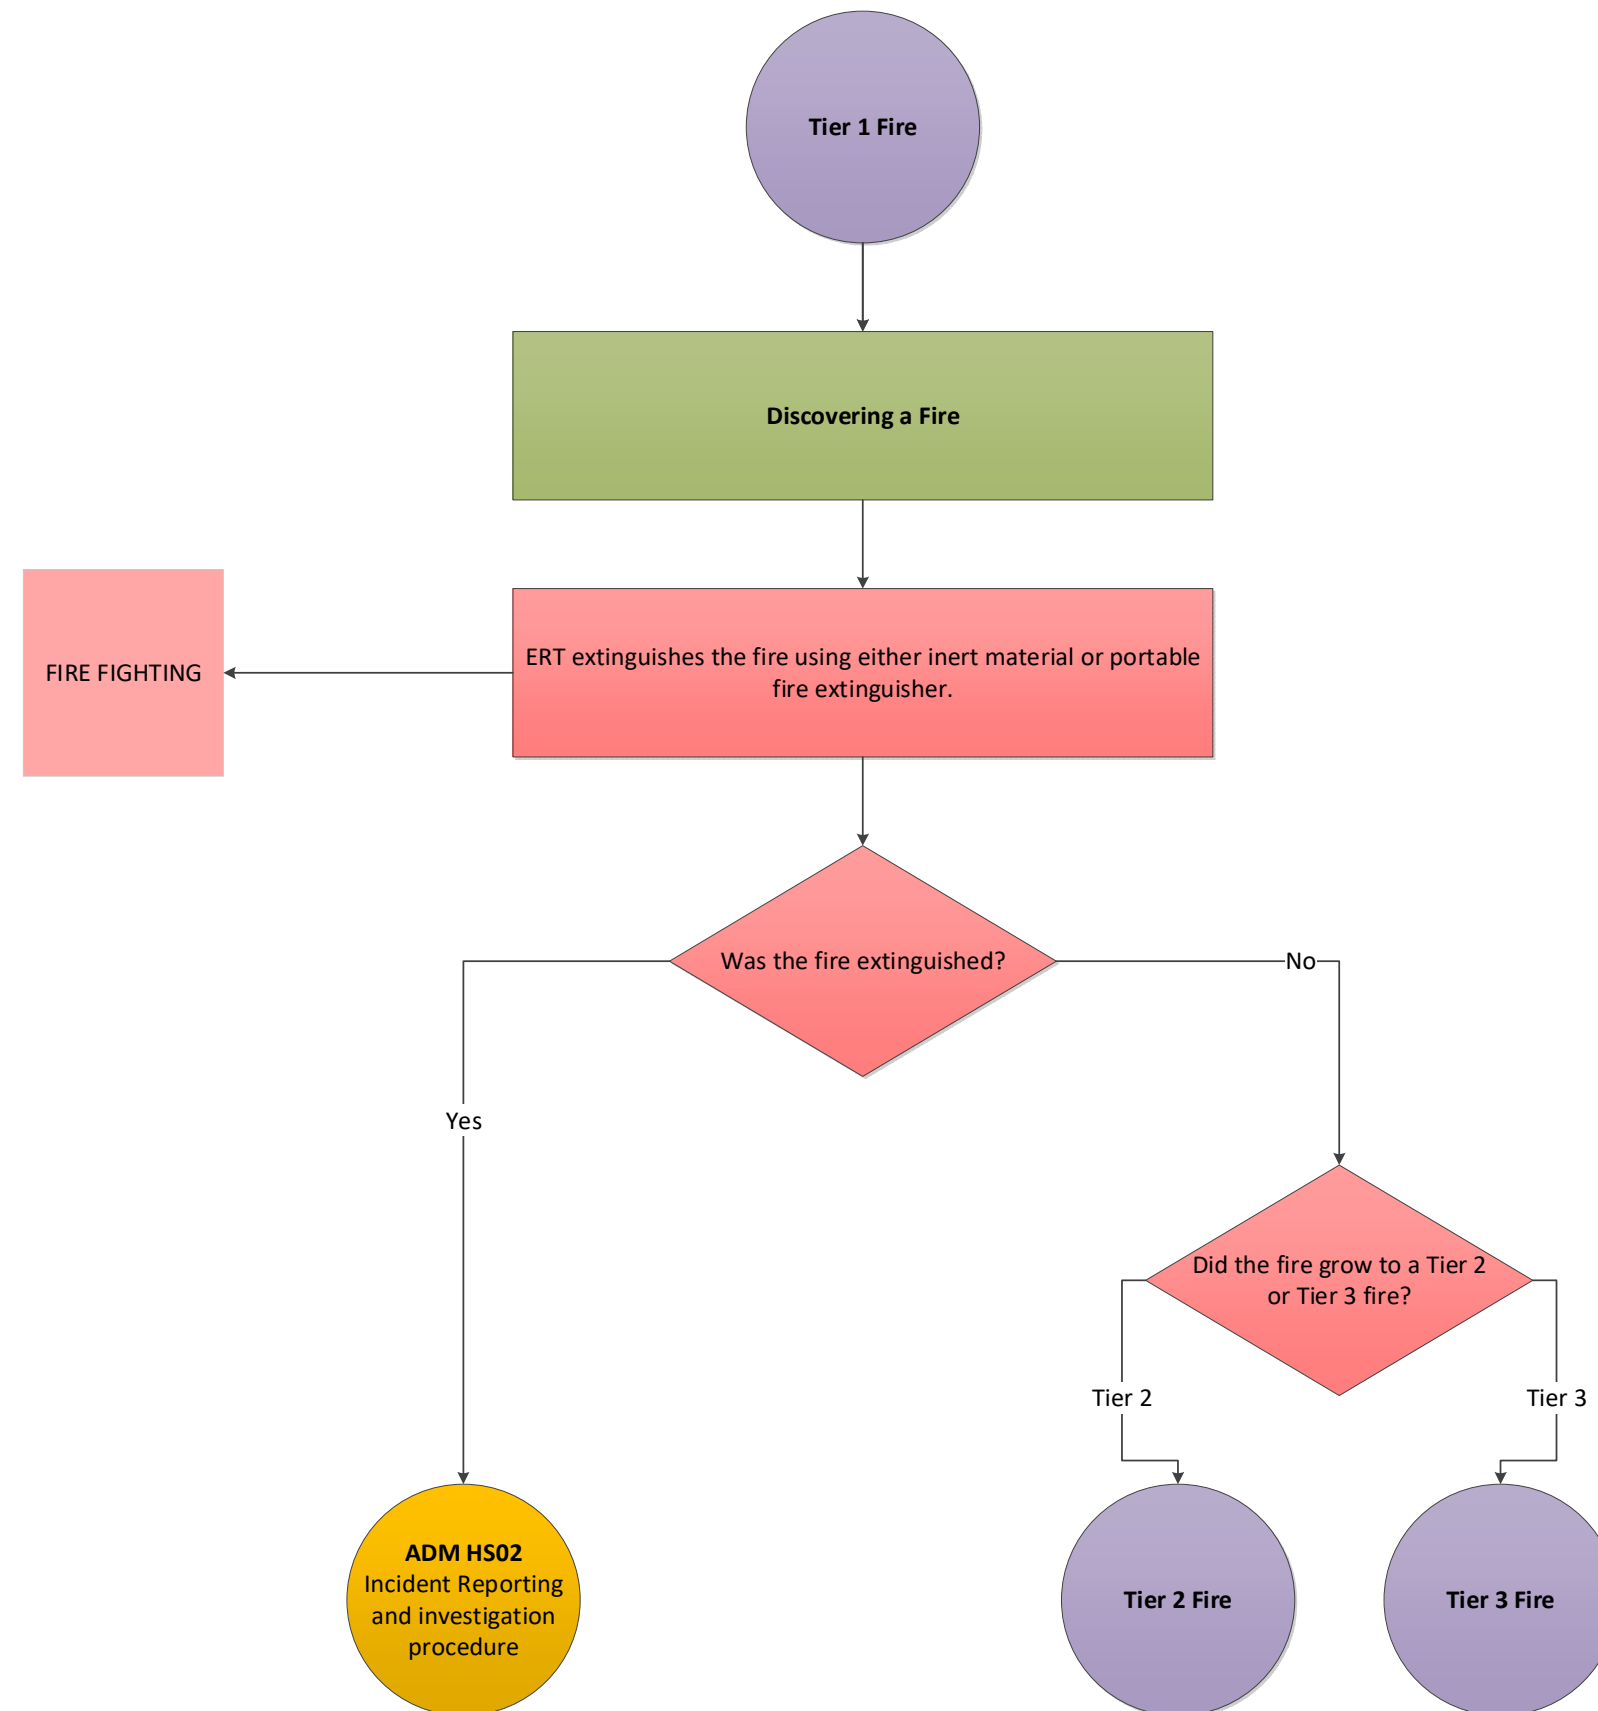 Tier 1 Fire
Discovering a Fire
FIRE FIGHTING
ERT extinguishes the fire using either inert material or portable
fire extinguisher.
Was the fire extinguished?
No
Yes
Did the fire grow to a Tier 2
or Tier 3 fire?
Tier 2
Tier 3
ADM HS02
Incident Reporting
and investigation
procedure
Tier 2 Fire
Tier 3 Fire